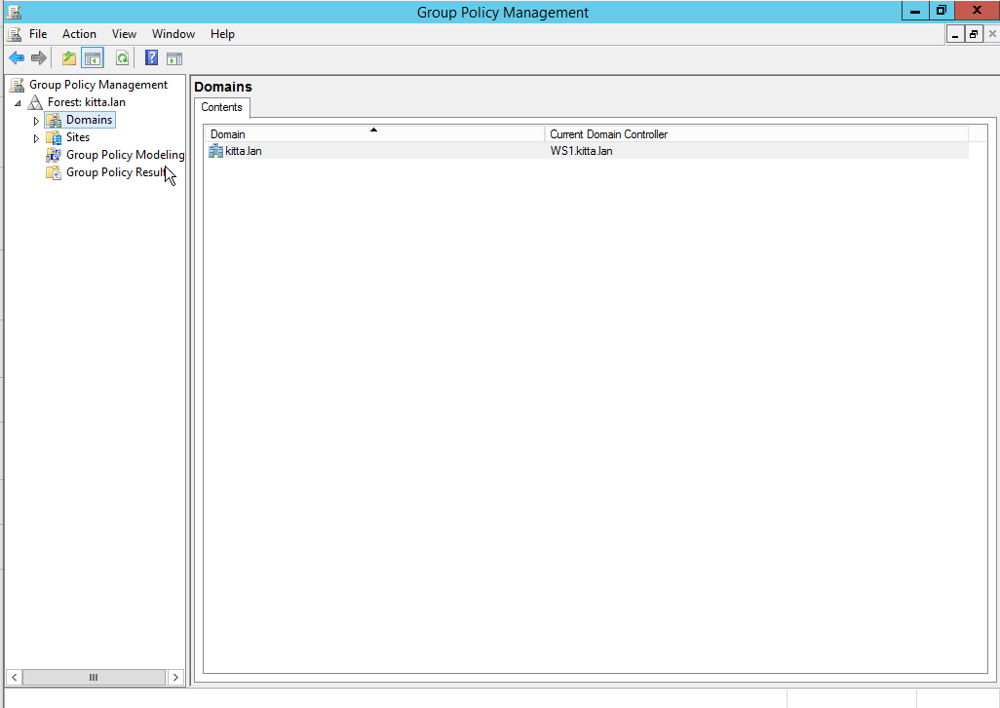 Group Policy Management
File Action View Window Help
Group Policy Management
Forest: kitta.lan
Domains
Sites
Group Policy Modeling
Group Policy Result
Domains
Contents
Domain Current Domain Controller
kitta.lan WS1.kitta.lan